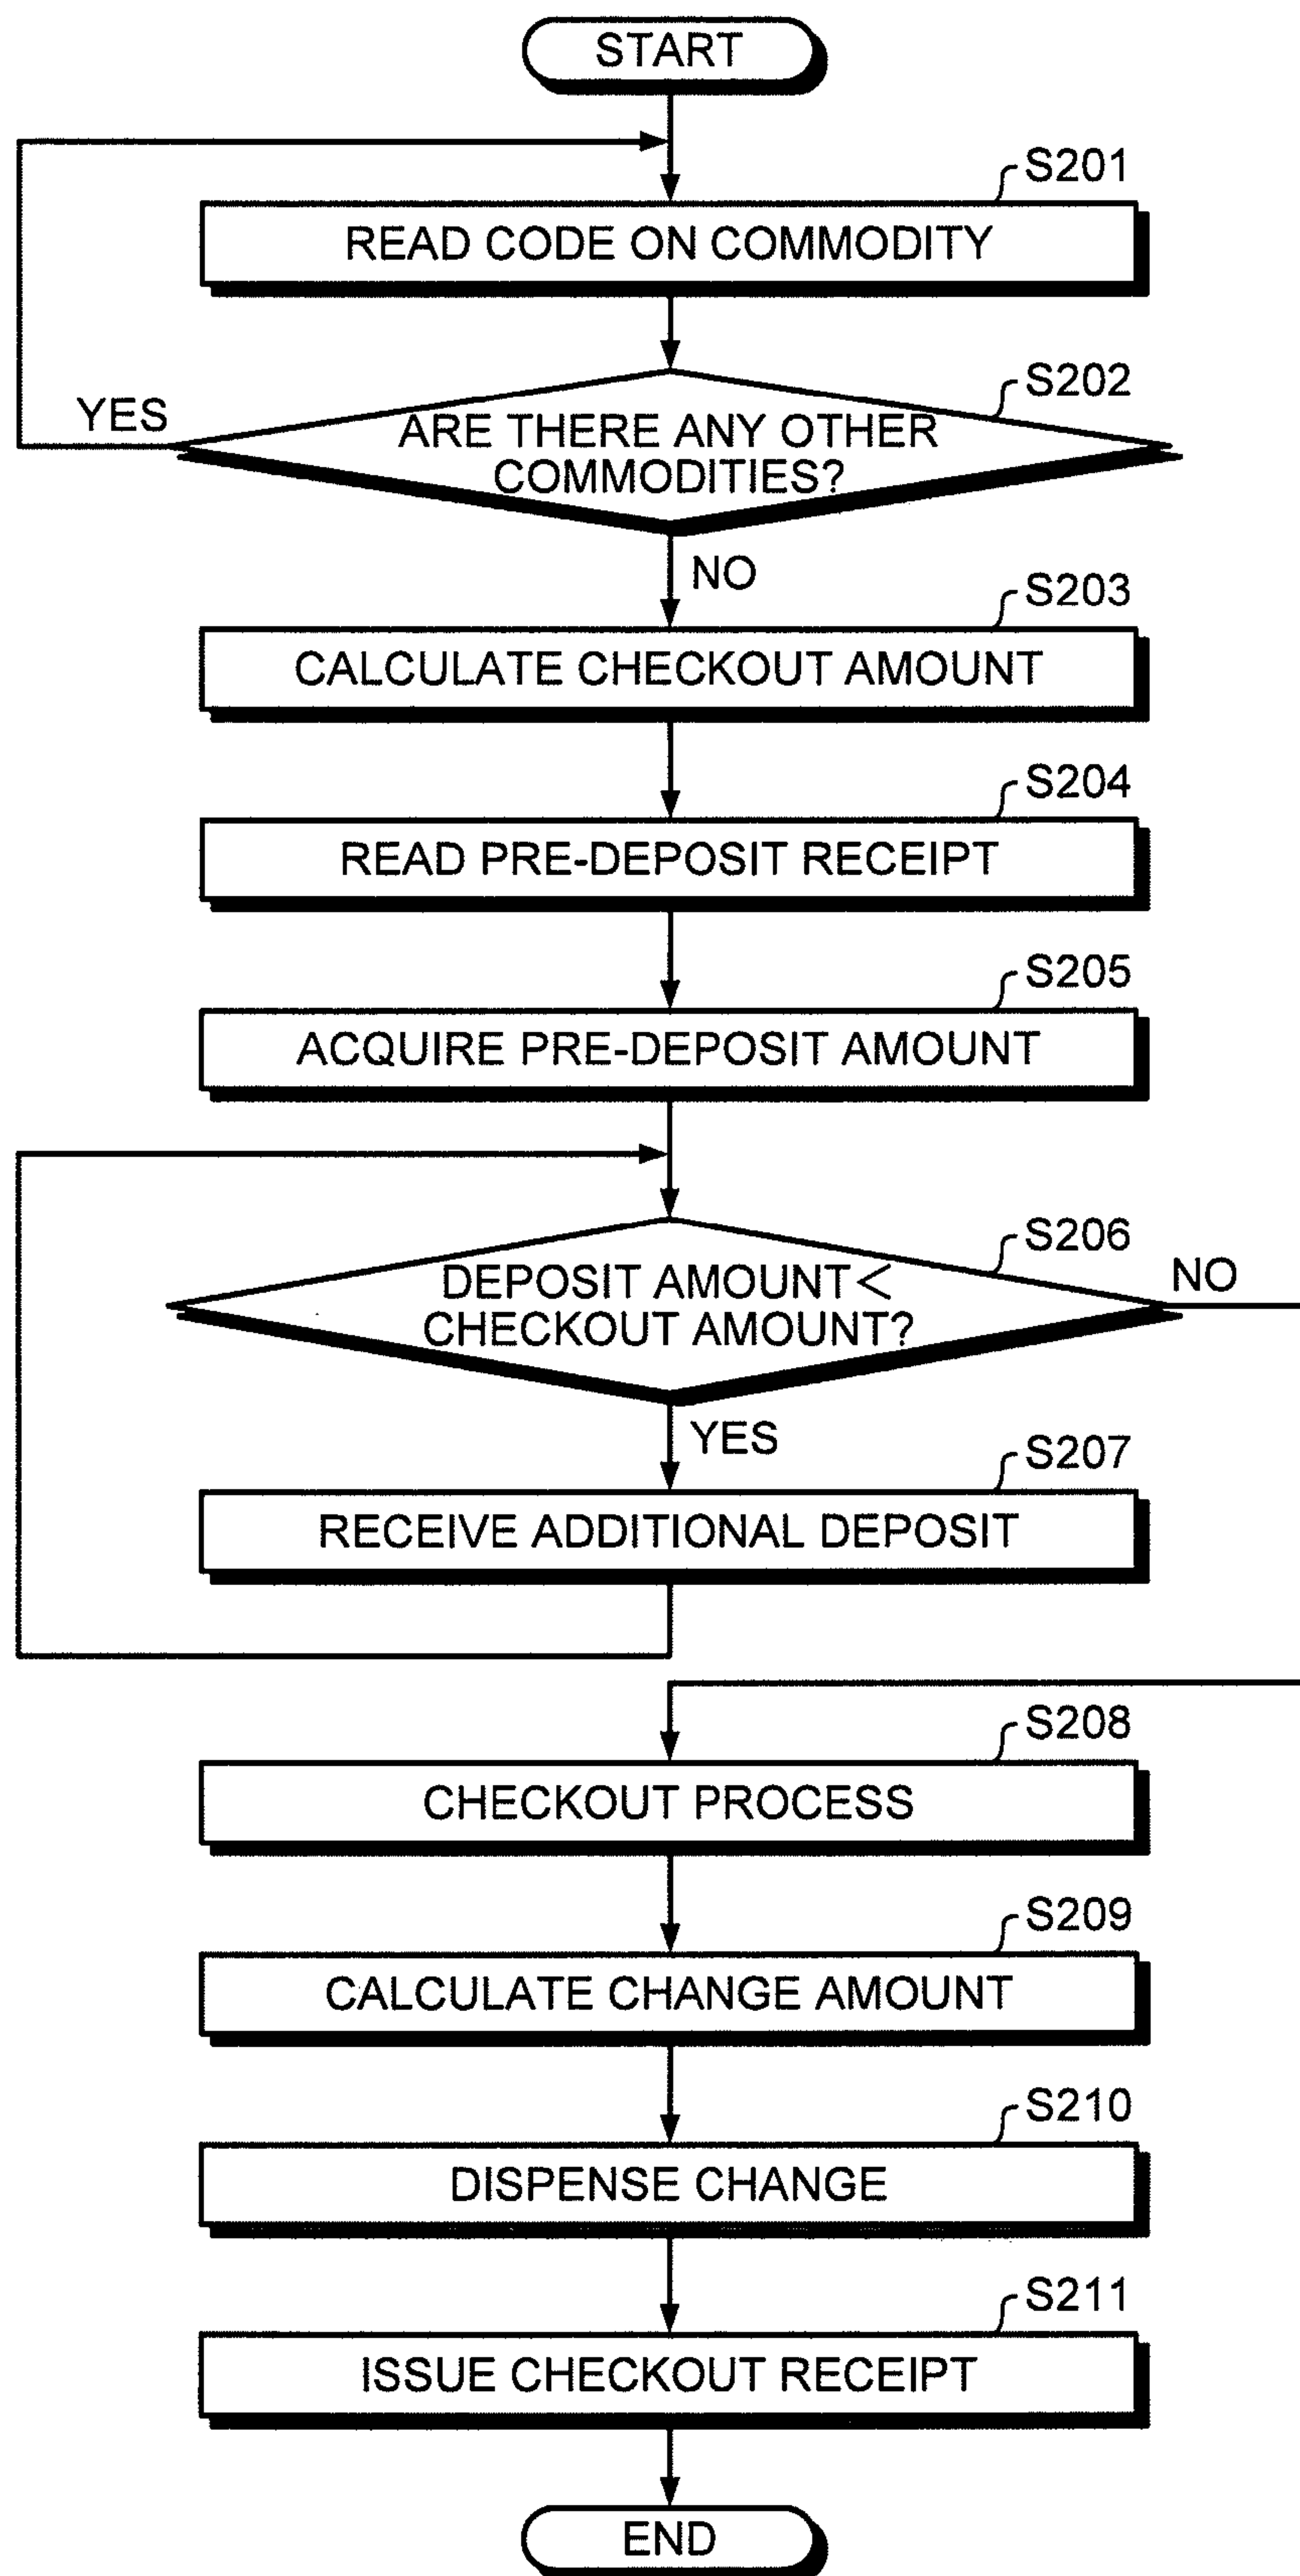 START
S201
READ CODE ON COMMODITY
S202
YES
ARE THERE ANY OTHER
COMMODITIES?
NO
S203
CALCULATE CHECKOUT AMOUNT
S204
READ PRE-DEPOSIT RECEIPT
S205
ACQUIRE PRE-DEPOSIT AMOUNT
S206
NO
DEPOSIT AMOUNT<
CHECKOUT AMOUNT?
YES
S207
RECEIVE ADDITIONAL DEPOSIT
S208
CHECKOUT PROCESS
S209
CALCULATE CHANGE AMOUNT
S210
DISPENSE CHANGE
S211
ISSUE CHECKOUT RECEIPT
END